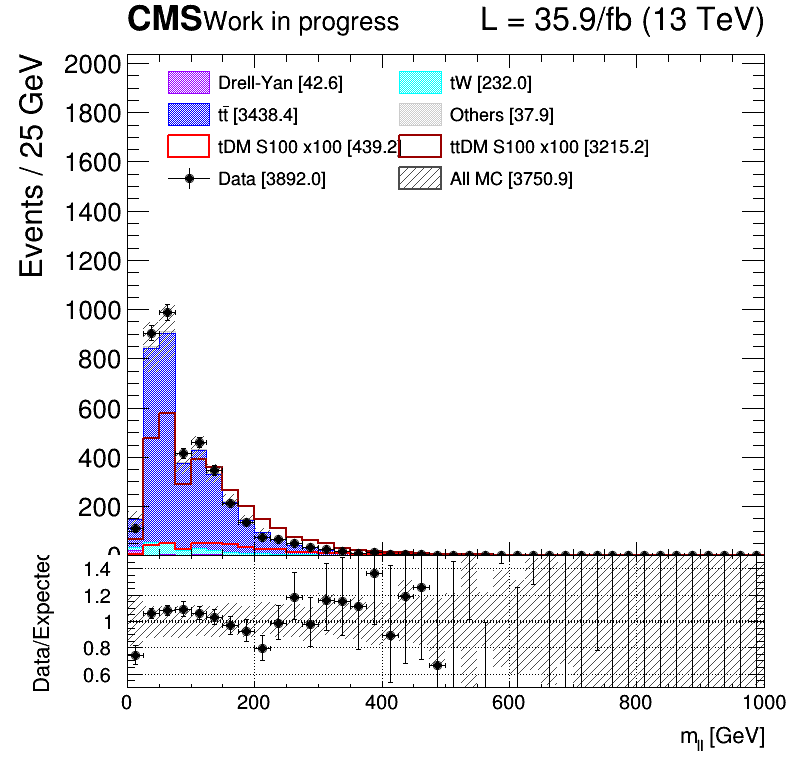 CMS Work in progress L = 35.9/fb (13 TeV)
Events / 25 GeV
2000
1800
1600
1400
1200
1000
800
600
400
200
0
Drell-Yan [42.6] tW [232.0]
tt̄ [3438.4] Others [37.9]
tDM S100 x100 [439.2] ttDM S100 x100 [3215.2]
Data [3892.0] All MC [3750.9]
Data/Expected
1.4
1.2
1
0.8
0.6
0 200 400 600 800 1000
m_ll [GeV]